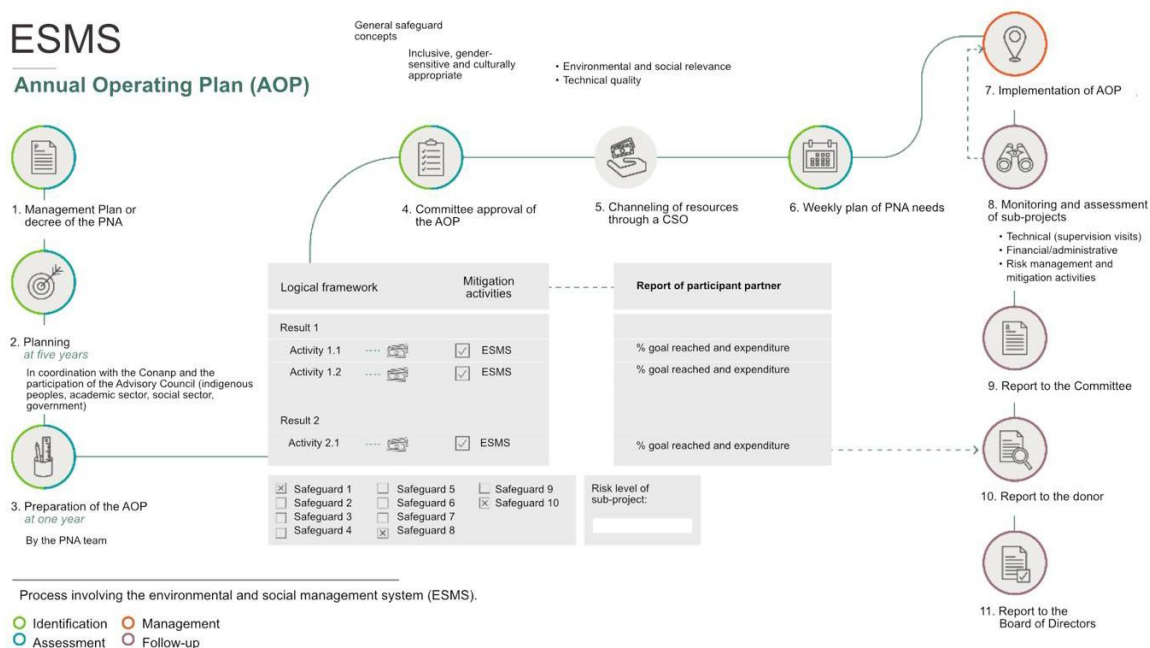 ESMS
Annual Operating Plan (AOP)
General safeguard
concepts
Inclusive, gender-
sensitive and culturally
appropriate
• Environmental and social relevance
• Technical quality
1. Management Plan or
decree of the PNA
2. Planning
at five years
In coordination with the Conanp and the
participation of the Advisory Council (indigenous
peoples, academic sector, social sector,
government)
3. Preparation of the AOP
at one year
By the PNA team
4. Committee approval of
the AOP
5. Channeling of resources
through a CSO
6. Weekly plan of PNA needs
7. Implementation of AOP
8. Monitoring and assessment
of sub-projects
• Technical (supervision visits)
• Financial/administrative
• Risk management and
mitigation activities
9. Report to the Committee
10. Report to the donor
11. Report to the
Board of Directors
Logical framework
Mitigation
activities
Report of participant partner
Result 1
Activity 1.1 ESMS % goal reached and expenditure
Activity 1.2 ESMS % goal reached and expenditure
Result 2
Activity 2.1 ESMS % goal reached and expenditure
Safeguard 1
Safeguard 2
Safeguard 3
Safeguard 4
Safeguard 5
Safeguard 6
Safeguard 7
Safeguard 8
Safeguard 9
Safeguard 10
Risk level of
sub-project:
Process involving the environmental and social management system (ESMS).
Identification
Management
Assessment
Follow-up